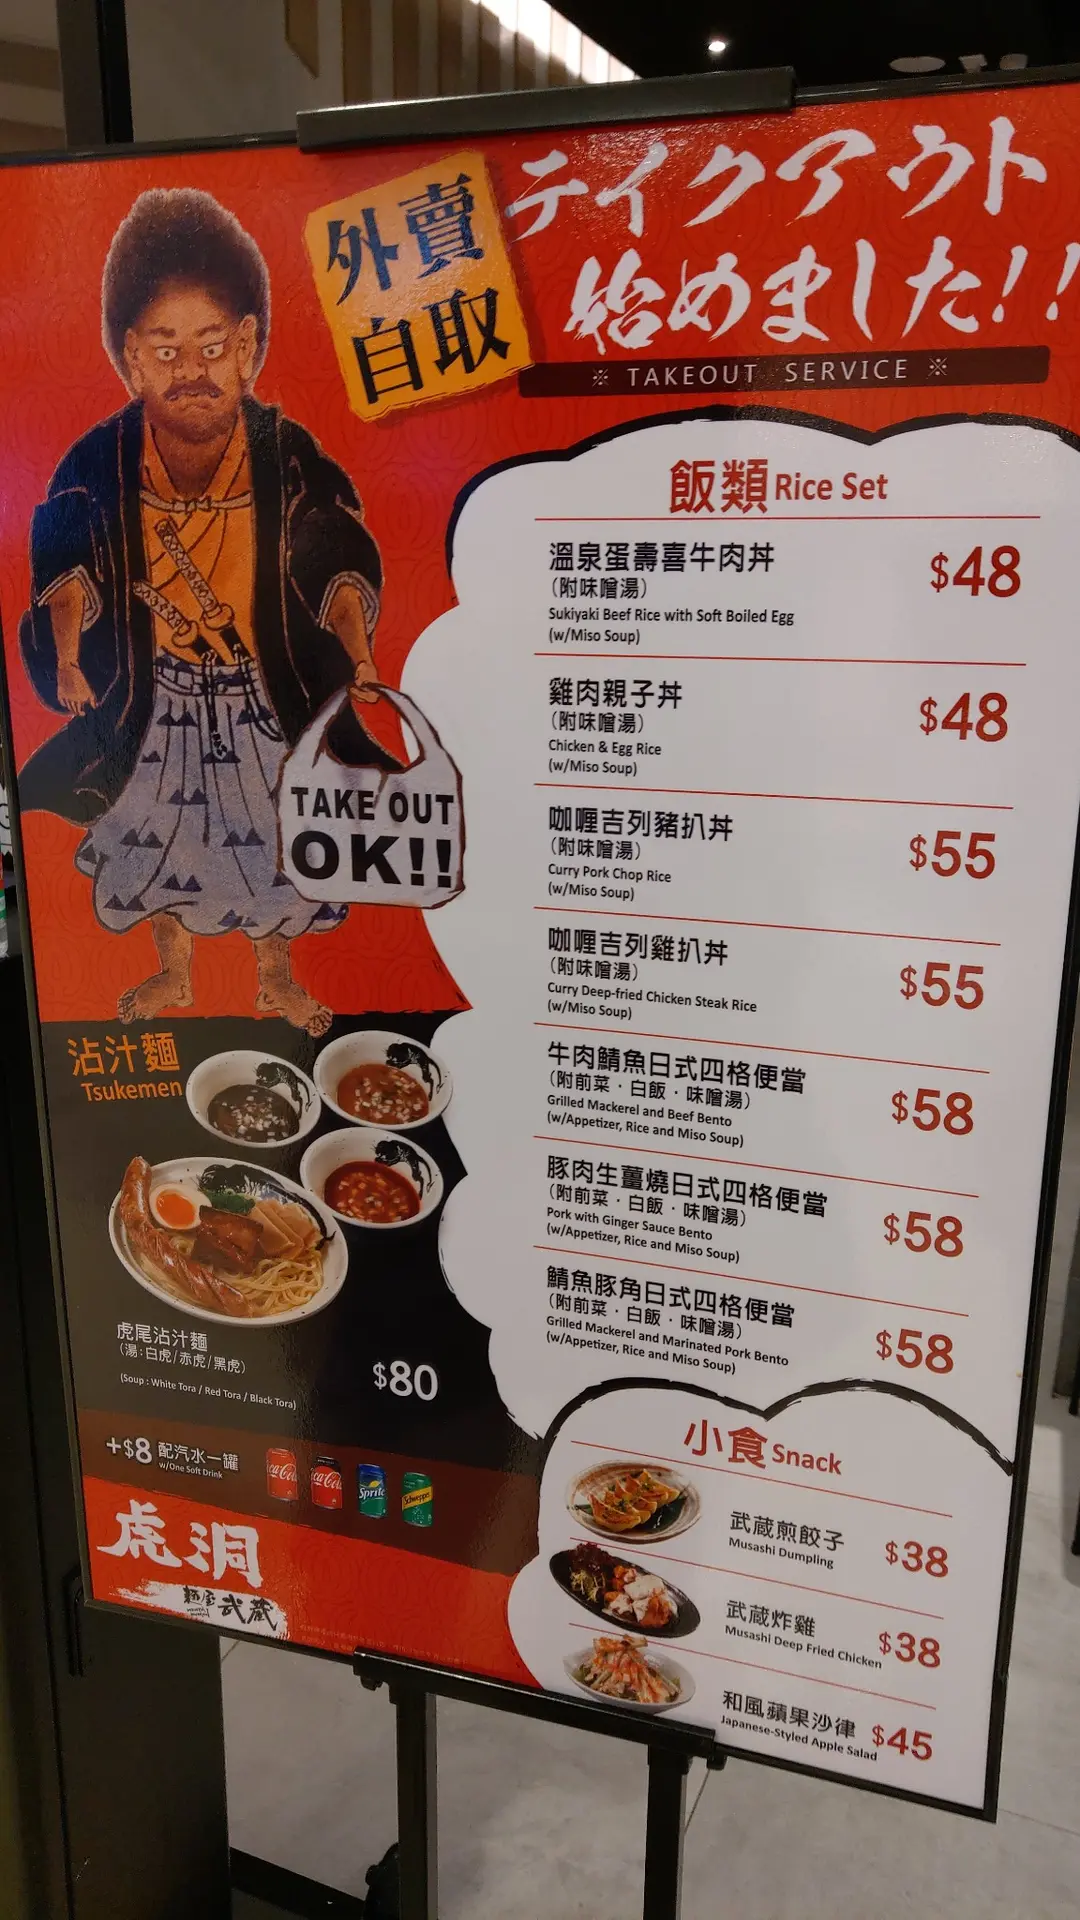 外賣
自取
テイクアウト
始めました!!
※ TAKEOUT SERVICE ※
TAKE OUT
OK!!
飯類 Rice Set
溫泉蛋壽喜牛肉丼 $48
（附味噌湯）
Sukiyaki Beef Rice with Soft Boiled Egg
(w/Miso Soup)
雞肉親子丼 $48
（附味噌湯）
Chicken & Egg Rice
(w/Miso Soup)
咖喱吉列豬扒丼 $55
（附味噌湯）
Curry Pork Chop Rice
(w/Miso Soup)
咖喱吉列雞扒丼 $55
（附味噌湯）
Curry Deep-fried Chicken Steak Rice
(w/Miso Soup)
牛肉鯖魚日式四格便當 $58
（附前菜．白飯．味噌湯）
Grilled Mackerel and Beef Bento
(w/Appetizer, Rice and Miso Soup)
豚肉生薑燒日式四格便當 $58
（附前菜．白飯．味噌湯）
Pork with Ginger Sauce Bento
(w/Appetizer, Rice and Miso Soup)
鯖魚豚角日式四格便當 $58
（附前菜．白飯．味噌湯）
Grilled Mackerel and Marinated Pork Bento
(w/Appetizer, Rice and Miso Soup)
小食 Snack
武蔵煎餃子 $38
Musashi Dumpling
武蔵炸雞 $38
Musashi Deep Fried Chicken
和風蘋果沙律 $45
Japanese-Styled Apple Salad
沾汁麵
Tsukemen
虎尾沾汁麵
（湯：白虎/赤虎/黑虎）
(Soup : White Tora / Red Tora / Black Tora)
$80
+$8 配汽水一罐
w/One Soft Drink
Coca-Cola
Coca-Cola
Sprite
Schweppes
虎洞
麵屋武蔵